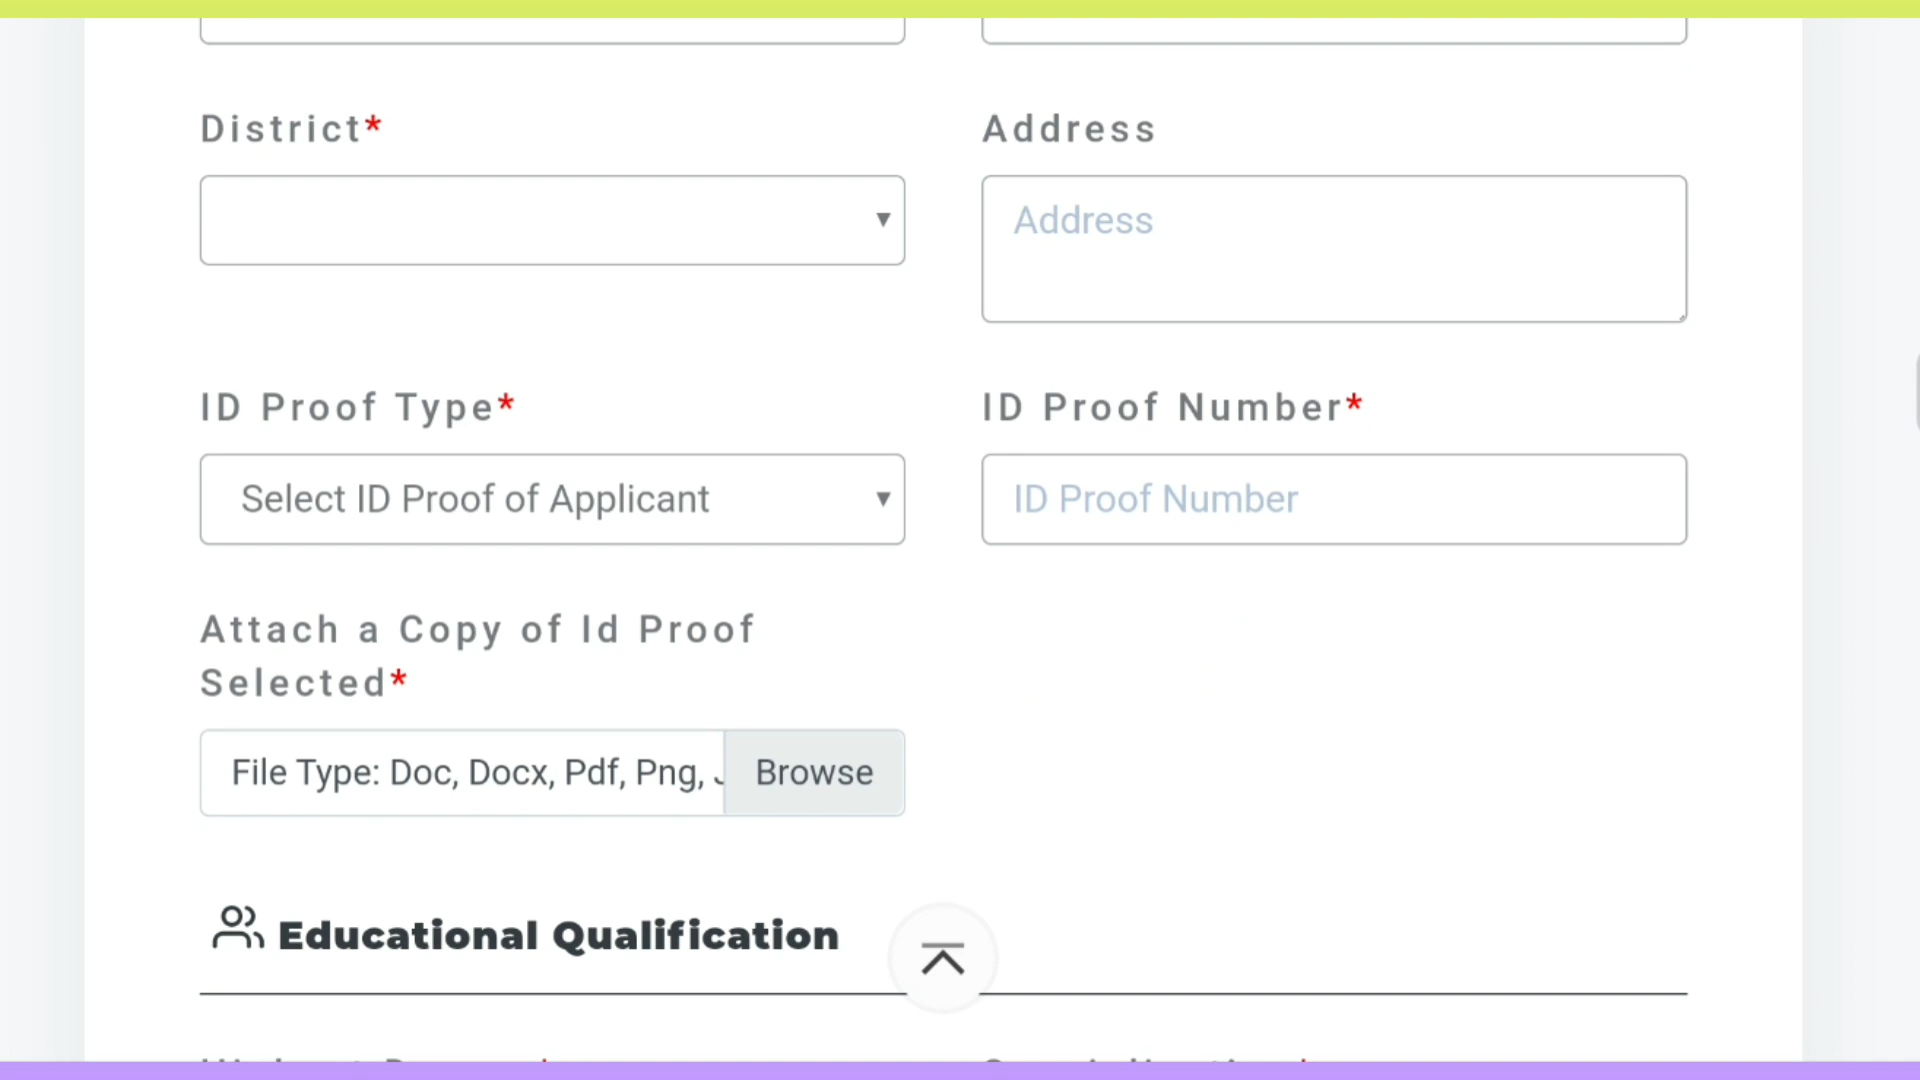 District*
Address
Address
ID Proof Type*
ID Proof Number*
Select ID Proof of Applicant
ID Proof Number
Attach a Copy of Id Proof
Selected*
File Type: Doc, Docx, Pdf, Png,
Browse
Educational Qualification